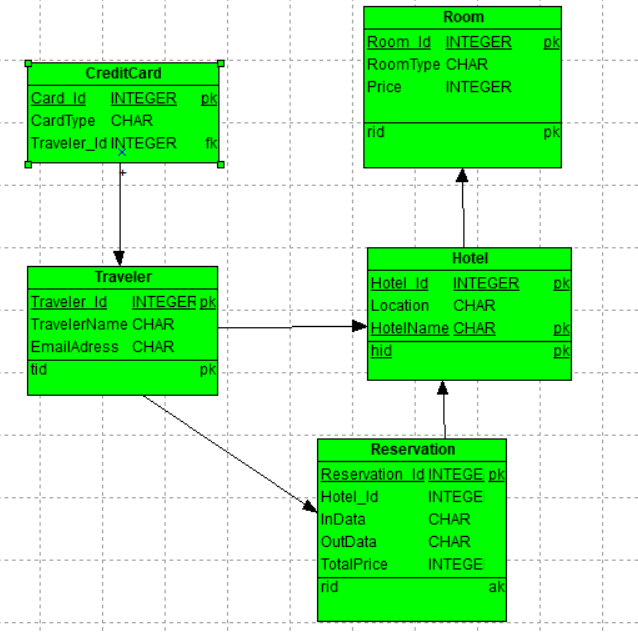 Room
Room_Id INTEGER pk
RoomType CHAR
Price INTEGER
rid pk
CreditCard
Card_Id INTEGER pk
CardType CHAR
Traveler_Id INTEGER fk
Traveler
Traveler_Id INTEGER pk
TravelerName CHAR
EmailAdress CHAR
tid pk
Hotel
Hotel_Id INTEGER pk
Location CHAR
HotelName CHAR pk
hid pk
Reservation
Reservation_Id INTEGE pk
Hotel_Id INTEGE
InData CHAR
OutData CHAR
TotalPrice INTEGE
rid ak